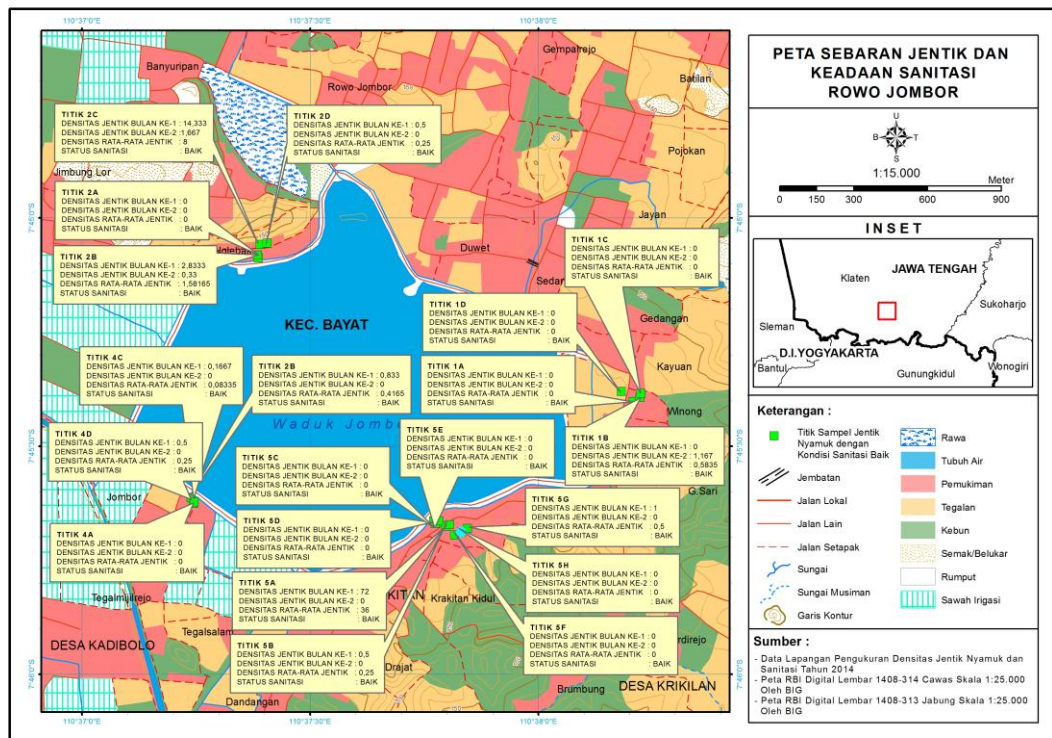 110°37'0"E
110°37'30"E
110°38'0"E
Banyuripan
Gempalrejo
Batilan
Rowo Jombor
150
TITIK 2C
DENSITAS JENTIK BULAN KE-1 : 14,333
DENSITAS JENTIK BULAN KE-2 : 1,667
DENSITAS RATA-RATA JENTIK : 8
STATUS SANITASI : BAIK
TITIK 2D
DENSITAS JENTIK BULAN KE-1 : 0,5
DENSITAS JENTIK BULAN KE-2 : 0
DENSITAS RATA-RATA JENTIK : 0,25
STATUS SANITASI : BAIK
Pojokan
Jimbung Lor
TITIK 2A
DENSITAS JENTIK BULAN KE-1 : 0
DENSITAS JENTIK BULAN KE-2 : 0
DENSITAS RATA-RATA JENTIK : 0
STATUS SANITASI : BAIK
Jayan
7°45'0"S
7°45'0"S
Duwet
TITIK 2B
DENSITAS JENTIK BULAN KE-1 : 2,8333
DENSITAS JENTIK BULAN KE-2 : 0,33
DENSITAS RATA-RATA JENTIK : 1,58165
STATUS SANITASI : BAIK
TITIK 1C
DENSITAS JENTIK BULAN KE-1 : 0
DENSITAS JENTIK BULAN KE-2 : 0
DENSITAS RATA-RATA JENTIK : 0
STATUS SANITASI : BAIK
TITIK 1D
DENSITAS JENTIK BULAN KE-1 : 0
DENSITAS JENTIK BULAN KE-2 : 0
DENSITAS RATA-RATA JENTIK : 0
STATUS SANITASI : BAIK
Gedangan
KEC. BAYAT
TITIK 4C
DENSITAS JENTIK BULAN KE-1 : 0,1667
DENSITAS JENTIK BULAN KE-2 : 0
DENSITAS RATA-RATA JENTIK : 0,08335
STATUS SANITASI : BAIK
TITIK 2B
DENSITAS JENTIK BULAN KE-1 : 0,833
DENSITAS JENTIK BULAN KE-2 : 0
DENSITAS RATA-RATA JENTIK : 0,4165
STATUS SANITASI : BAIK
TITIK 1A
DENSITAS JENTIK BULAN KE-1 : 0
DENSITAS JENTIK BULAN KE-2 : 0
DENSITAS RATA-RATA JENTIK : 0
STATUS SANITASI : BAIK
Kayuan
Winong
Waduk
TITIK 4D
DENSITAS JENTIK BULAN KE-1 : 0,5
DENSITAS JENTIK BULAN KE-2 : 0
DENSITAS RATA-RATA JENTIK : 0,25
STATUS SANITASI : BAIK
TITIK 5E
DENSITAS JENTIK BULAN KE-1 : 0
DENSITAS JENTIK BULAN KE-2 : 0
DENSITAS RATA-RATA JENTIK : 0
STATUS SANITASI : BAIK
TITIK 1B
DENSITAS JENTIK BULAN KE-1 : 0
DENSITAS JENTIK BULAN KE-2 : 1,167
DENSITAS RATA-RATA JENTIK : 0,5835
STATUS SANITASI : BAIK
7°45'30"S
7°45'30"S
TITIK 5C
DENSITAS JENTIK BULAN KE-1 : 0
DENSITAS JENTIK BULAN KE-2 : 0
DENSITAS RATA-RATA JENTIK : 0
STATUS SANITASI : BAIK
G.Sari
Jombor
TITIK 5G
DENSITAS JENTIK BULAN KE-1 : 1
DENSITAS JENTIK BULAN KE-2 : 0
DENSITAS RATA-RATA JENTIK : 0,5
STATUS SANITASI : BAIK
TITIK 5D
DENSITAS JENTIK BULAN KE-1 : 0
DENSITAS JENTIK BULAN KE-2 : 0
DENSITAS RATA-RATA JENTIK : 0
STATUS SANITASI : BAIK
TITIK 4A
DENSITAS JENTIK BULAN KE-1 : 0
DENSITAS JENTIK BULAN KE-2 : 0
DENSITAS RATA-RATA JENTIK : 0
STATUS SANITASI : BAIK
TITIK 5H
DENSITAS JENTIK BULAN KE-1 : 0
DENSITAS JENTIK BULAN KE-2 : 0
DENSITAS RATA-RATA JENTIK : 0
STATUS SANITASI : BAIK
TITIK 5A
DENSITAS JENTIK BULAN KE-1 : 72
DENSITAS JENTIK BULAN KE-2 : 0
DENSITAS RATA-RATA JENTIK : 36
STATUS SANITASI : BAIK
Krakitan Kidul
Tegalmijilrejo
Tegalsalam
TITIK 5F
DENSITAS JENTIK BULAN KE-1 : 0
DENSITAS JENTIK BULAN KE-2 : 0
DENSITAS RATA-RATA JENTIK : 0
STATUS SANITASI : BAIK
DESA KADIBOLO
TITIK 5B
DENSITAS JENTIK BULAN KE-1 : 0,5
DENSITAS JENTIK BULAN KE-2 : 0
DENSITAS RATA-RATA JENTIK : 0,25
STATUS SANITASI : BAIK
Drajat
7°46'0"S
7°46'0"S
DESA KRIKILAN
Brumbung
Dandangan
110°37'0"E
110°37'30"E
110°38'0"E
PETA SEBARAN JENTIK DAN
KEADAAN SANITASI
ROWO JOMBOR
U
B T
S
1:15.000
Meter
0 150 300 600 900
INSET
Klaten
JAWA TENGAH
Sukoharjo
Sleman
D.I.YOGYAKARTA
Wonogiri
Bantul
Gunungkidul
Keterangan :
Titik Sampel Jentik
Nyamuk dengan
Kondisi Sanitasi Baik
Jembatan
Jalan Lokal
Jalan Lain
Jalan Setapak
Sungai
Sungai Musiman
Garis Kontur
Rawa
Tubuh Air
Pemukiman
Tegalan
Kebun
Semak/Belukar
Rumput
Sawah Irigasi
Sumber :
- Data Lapangan Pengukuran Densitas Jentik Nyamuk dan
Sanitasi Tahun 2014
- Peta RBI Digital Lembar 1408-314 Cawas Skala 1:25.000
Oleh BIG
- Peta RBI Digital Lembar 1408-313 Jabung Skala 1:25.000
Oleh BIG